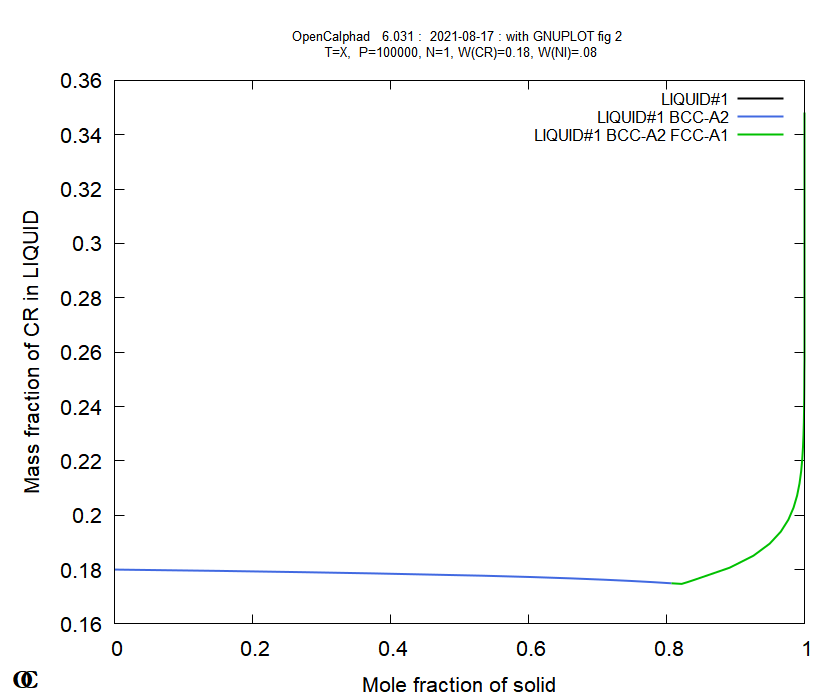 OpenCalphad 6.031 : 2021-08-17 : with GNUPLOT fig 2
T=X, P=100000, N=1, W(CR)=0.18, W(NI)=.08
LIQUID#1
LIQUID#1 BCC-A2
LIQUID#1 BCC-A2 FCC-A1
Mass fraction of CR in LIQUID
0.36
0.34
0.32
0.3
0.28
0.26
0.24
0.22
0.2
0.18
0.16
0 0.2 0.4 0.6 0.8 1
Mole fraction of solid
OC